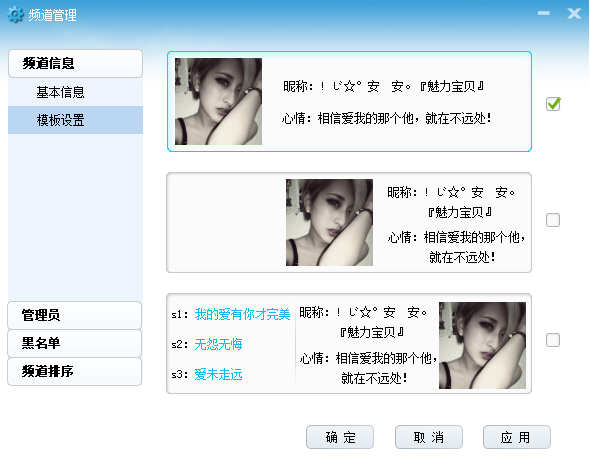 频道管理
频道信息
基本信息
模板设置
管理员
黑名单
频道排序
昵称：！じ☆°安 安。『魅力宝贝』
心情：相信爱我的那个他，就在不远处！
昵称：！じ☆°安 安。
『魅力宝贝』
心情：相信爱我的那个他，
就在不远处！
s1：我的爱有你才完美
s2：无怨无悔
s3：爱未走远
昵称：！じ☆°安 安。
『魅力宝贝』
心情：相信爱我的那个他，
就在不远处！
确 定
取 消
应 用